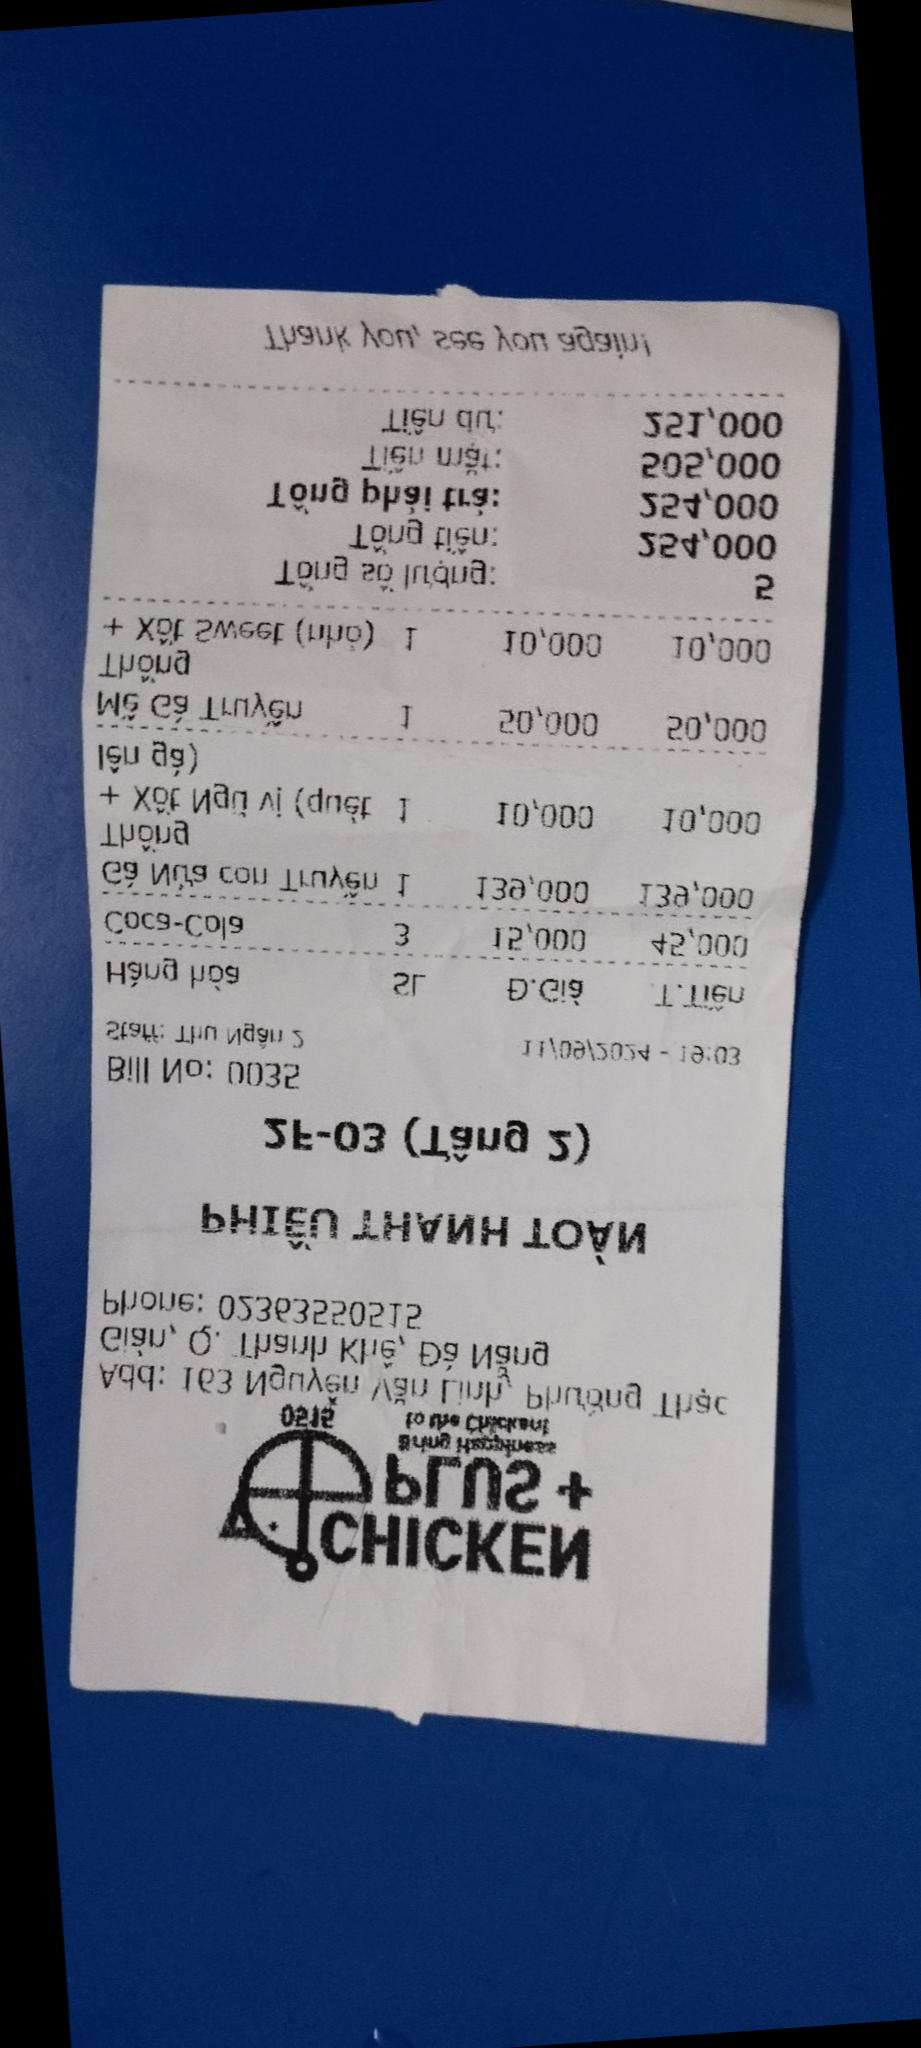 CHICKEN
PLUS +
Bring Happiness
to the Chicken!
0515
Add: 163 Nguyễn Văn Linh, Phường Thạc
Gián, Q. Thanh Khê, Đà Nẵng
Phone: 02363550515
PHIẾU THANH TOÁN
2F-03 (Tầng 2)
Bill No: 0035
Staff: Thu Ngân 2 11/09/2024 - 19:03
Hàng hóa SL Đ.Giá T.Tiền
Coca-Cola 3 15,000 45,000
Gà Nửa con Truyền 1 139,000 139,000
Thống
+ Xốt Ngũ vị (quét 1 10,000 10,000
lên gà)
Mề Gà Truyền 1 50,000 50,000
Thống
+ Xốt Sweet (nhỏ) 1 10,000 10,000
Tổng số lượng: 5
Tổng tiền: 254,000
Tổng phải trả: 254,000
Tiền mặt: 505,000
Tiền dư: 251,000
Thank you, see you again!